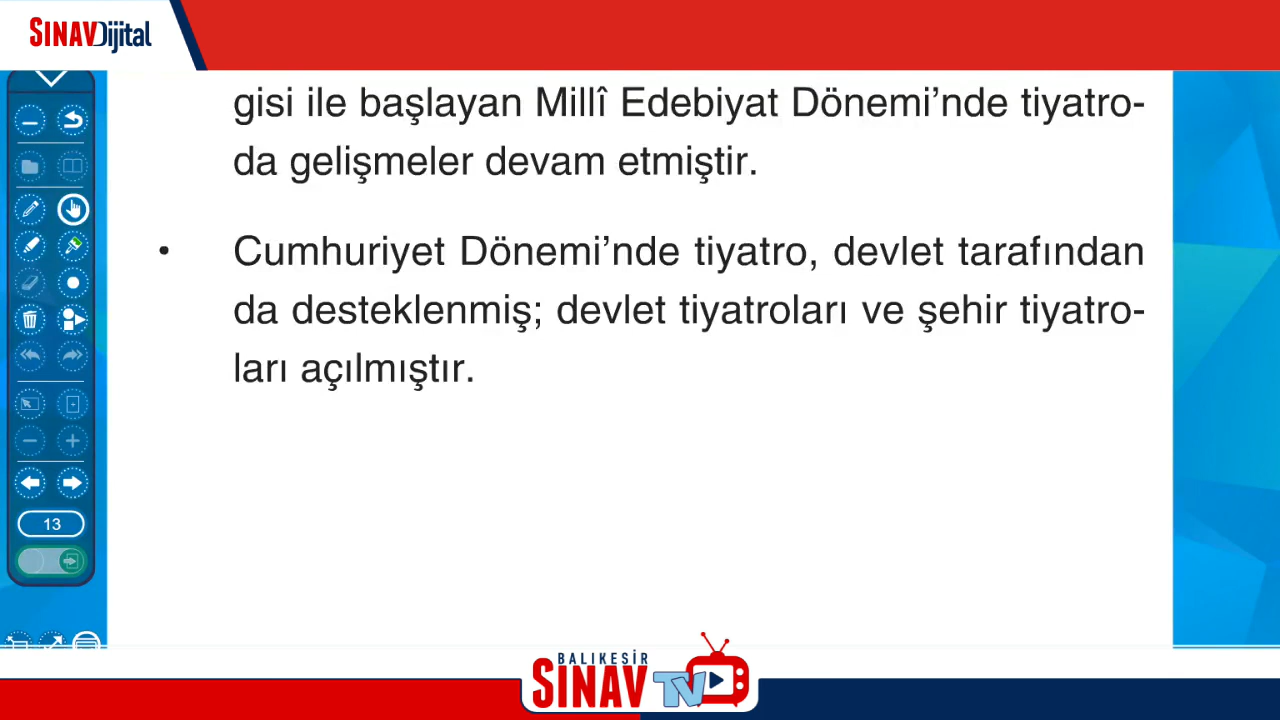 SINAVDijital
gisi ile başlayan Millî Edebiyat Dönemi’nde tiyatro-
da gelişmeler devam etmiştir.
• Cumhuriyet Dönemi’nde tiyatro, devlet tarafından
da desteklenmiş; devlet tiyatroları ve şehir tiyatro-
ları açılmıştır.
13
BALIKESİR
SINAV TV